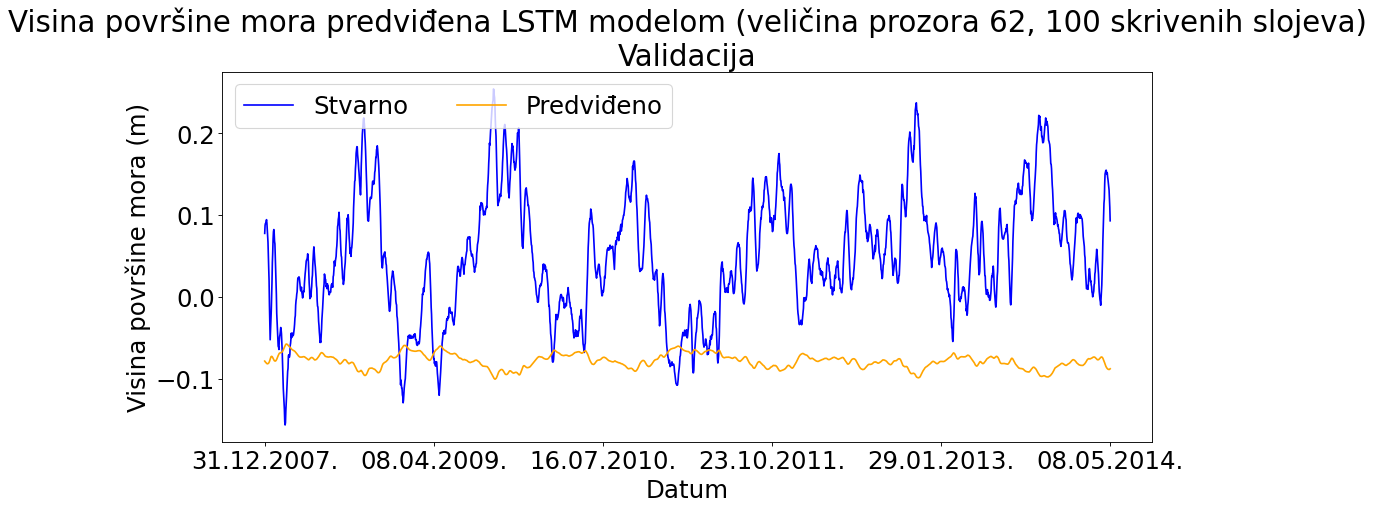 Visina površine mora predviđena LSTM modelom (veličina prozora 62, 100 skrivenih slojeva)
Validacija
Stvarno
Predviđeno
Visina površine mora (m)
0.2
0.1
0.0
−0.1
31.12.2007.
08.04.2009.
16.07.2010.
23.10.2011.
29.01.2013.
08.05.2014.
Datum